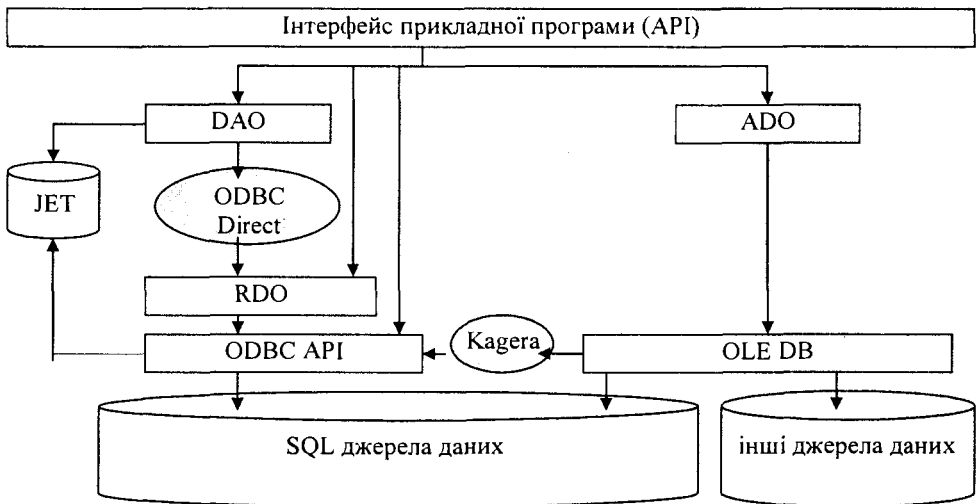 Інтерфейс прикладної програми (API)
DAO
ADO
JET
ODBC
Direct
RDO
ODBC API
Kagera
OLE DB
SQL джерела даних
інші джерела даних